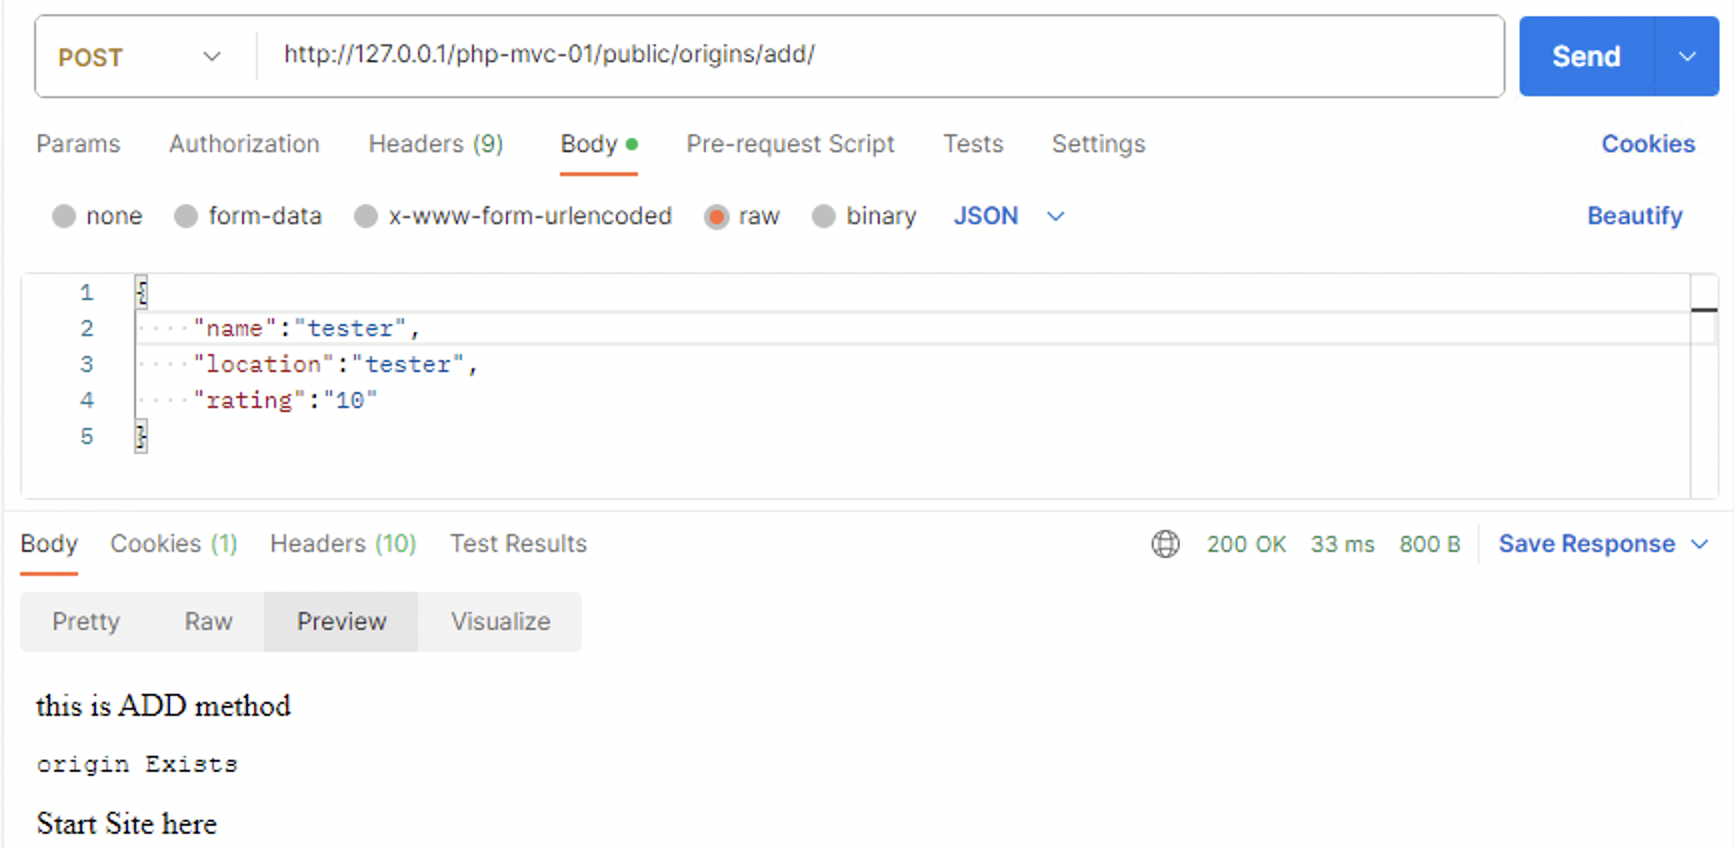 POST http://127.0.0.1/php-mvc-01/public/origins/add/ Send
Params Authorization Headers (9) Body Pre-request Script Tests Settings Cookies
none form-data x-www-form-urlencoded raw binary JSON Beautify
1 {
2 "name":"tester",
3 "location":"tester",
4 "rating":"10"
5 }
Body Cookies (1) Headers (10) Test Results 200 OK 33 ms 800 B Save Response
Pretty Raw Preview Visualize
this is ADD method
origin Exists
Start Site here